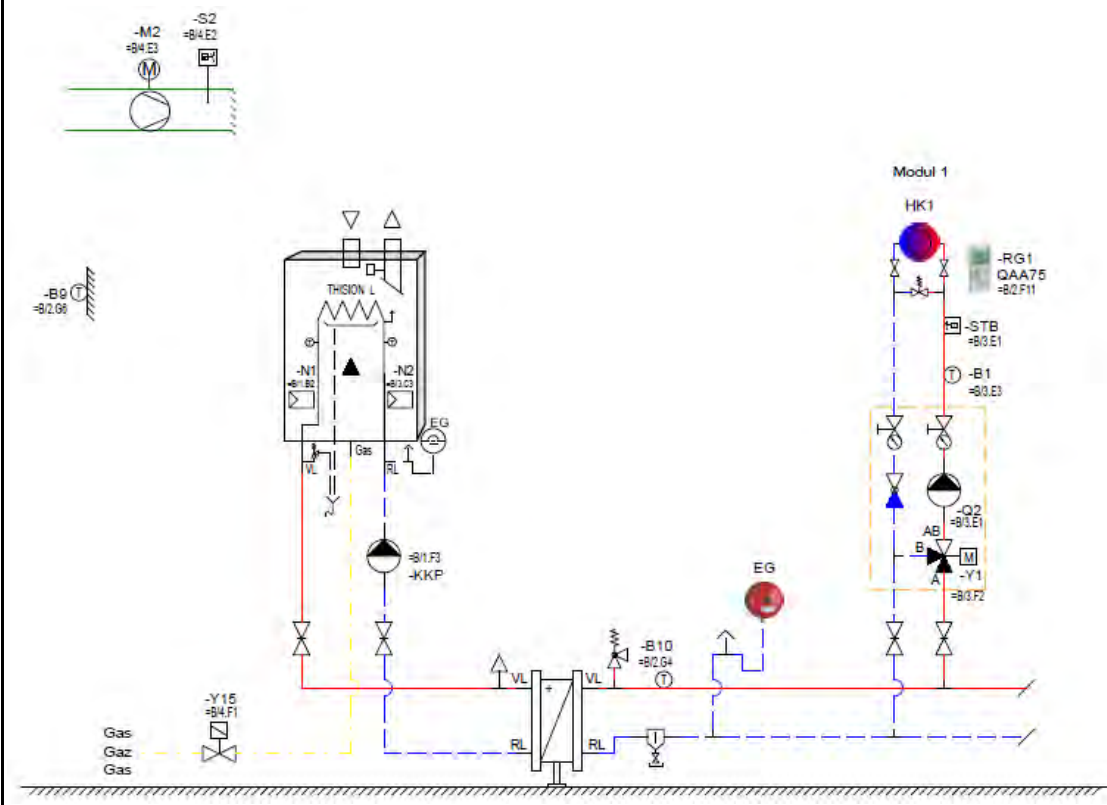 -M2
=B/4.E3
-S2
=B/4.E2
M
-B9
T
=B/2.G6
THISION L
T
T
-N1
=B/1.B2
-N2
=B/3.C3
EG
VL
Gas
RL
=B/1.F3
-KKP
-Y15
=B/4.F1
Gas
Gaz
Gas
VL
VL
RL
RL
-B10
=B/2.G4
T
EG
Modul 1
HK1
-RG1
QAA75
=B/2.F11
-STB
=B/3.E1
T
-B1
=B/3.E3
-Q2
=B/3.E1
AB
B
M
A
-Y1
=B/3.F2